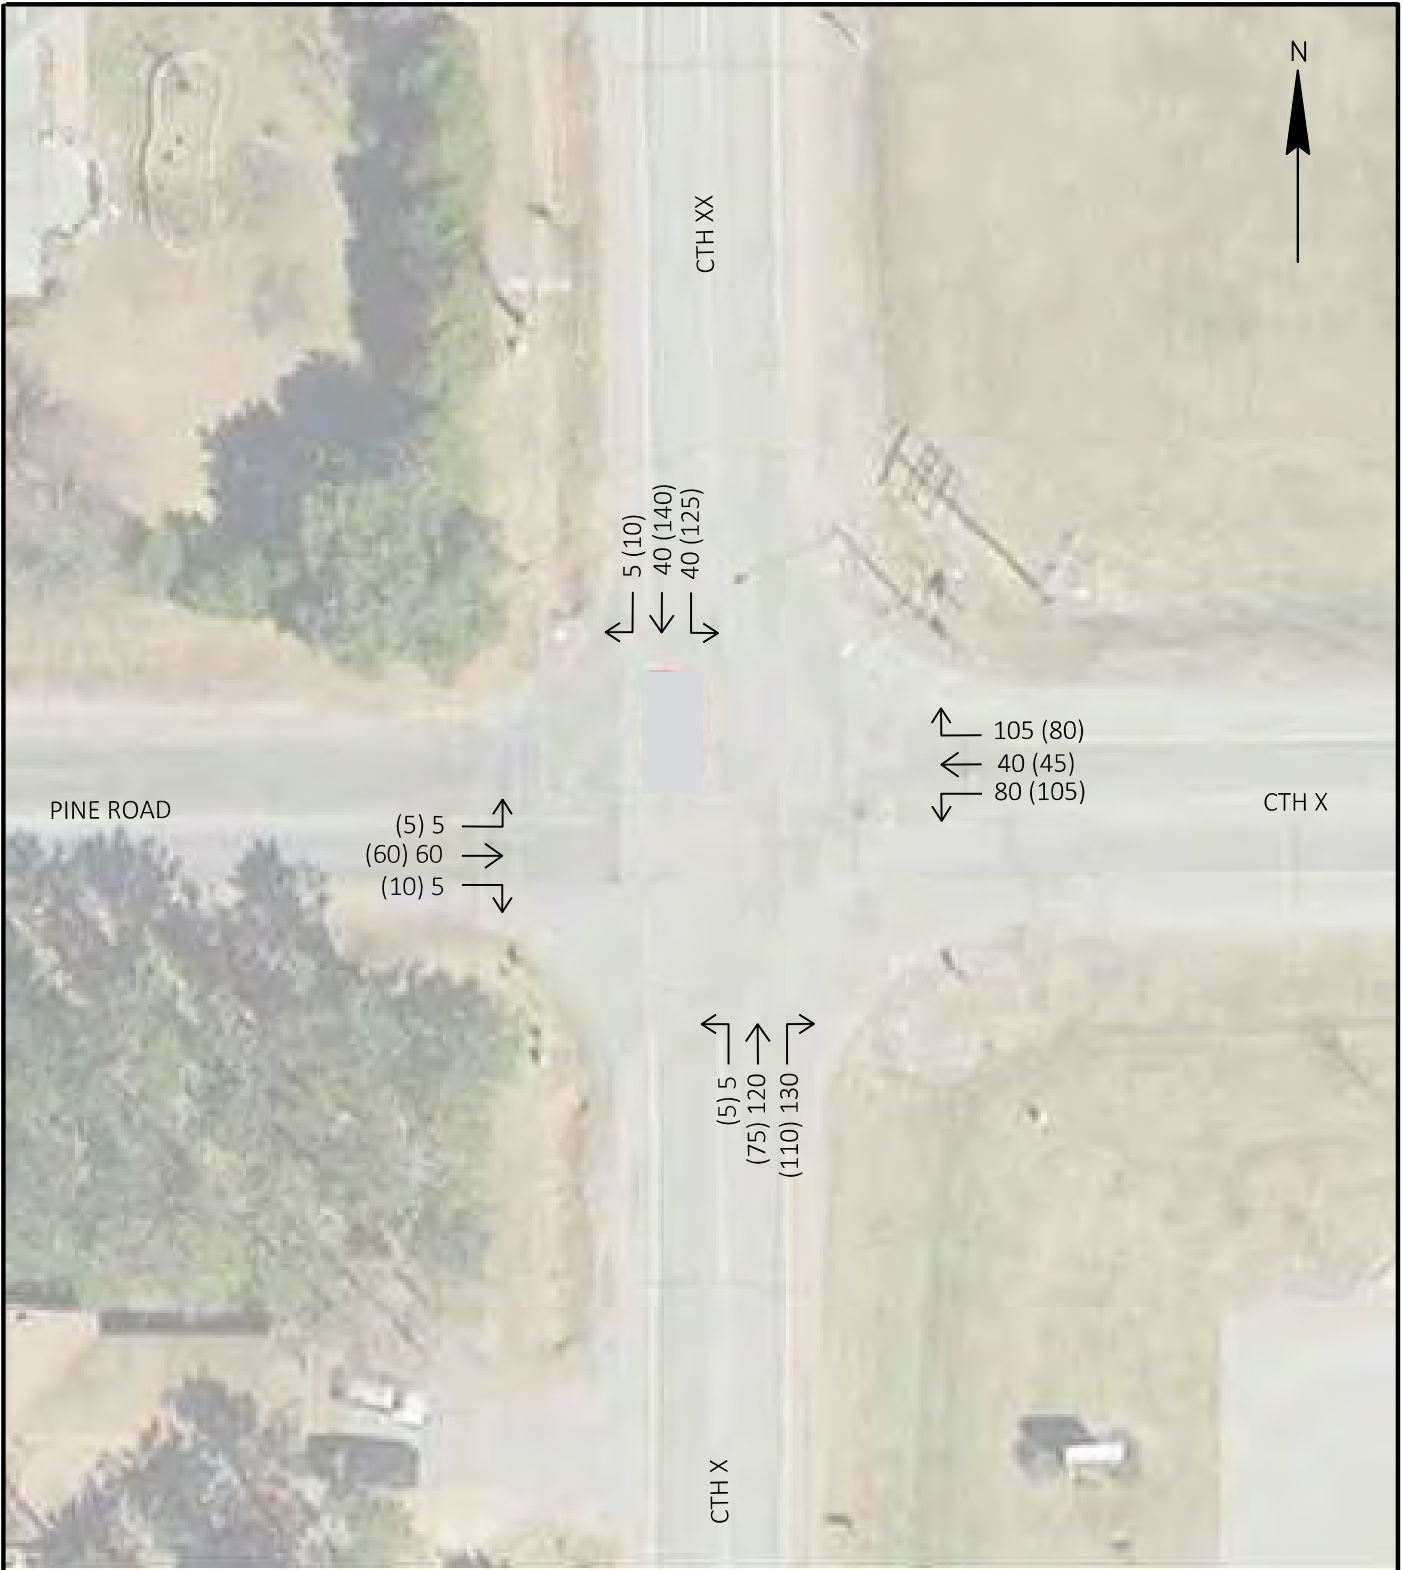 N
CTH XX
5 (10)
40 (140)
40 (125)
105 (80)
40 (45)
80 (105)
PINE ROAD
CTH X
(5) 5
(60) 60
(10) 5
(5) 5
(75) 120
(110) 130
CTH X